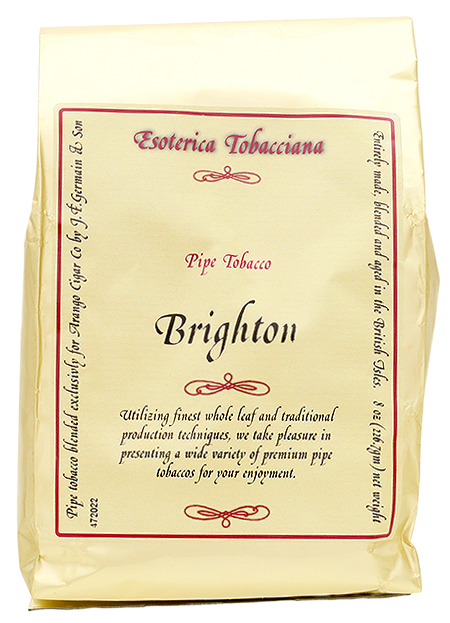 Esoterica Tobacciana
Pipe Tobacco
Brighton
Utilizing finest whole leaf and traditional
production techniques, we take pleasure in
presenting a wide variety of premium pipe
tobaccos for your enjoyment.
Pipe tobacco blended exclusivly for Arango Cigar Co by J.F.Germain & Son
472022
Entirely made, blended and aged in the British Isles. 8 oz (226.7gm) net weight